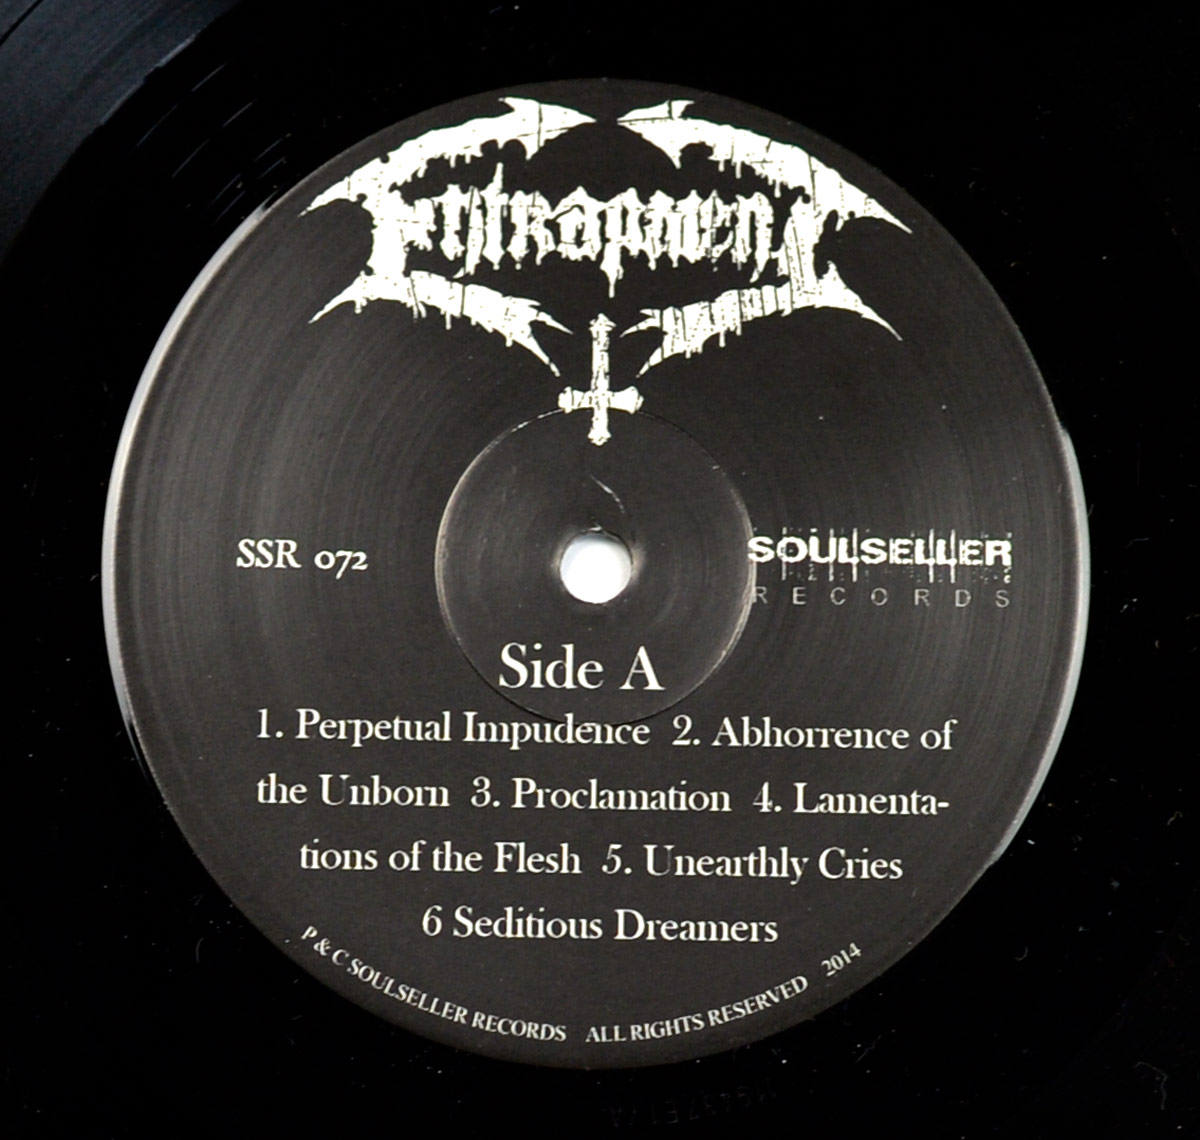 Entrapment
SSR 072
SOULSELLER
RECORDS
Side A
1. Perpetual Impudence 2. Abhorrence of
the Unborn 3. Proclamation 4. Lamenta-
tions of the Flesh 5. Unearthly Cries
6 Seditious Dreamers
P & C SOULSELLER RECORDS ALL RIGHTS RESERVED 2014